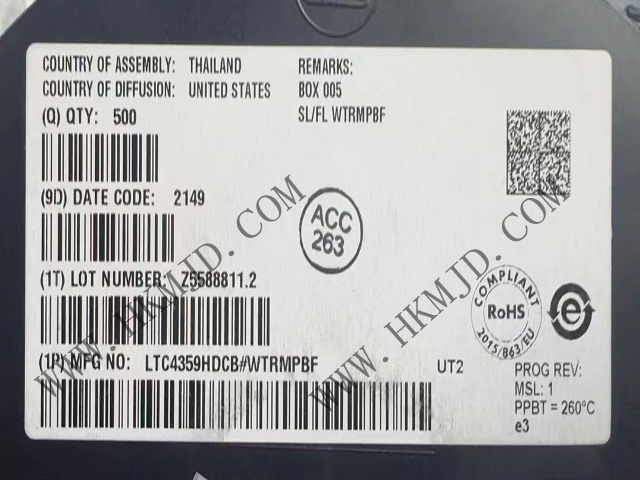 COUNTRY OF ASSEMBLY: THAILAND
COUNTRY OF DIFFUSION: UNITED STATES
(Q) QTY: 500
REMARKS:
BOX 005
SL/FL WTRMPBF
(9D) DATE CODE: 2149
ACC
263
(1T) LOT NUMBER: Z5588811.2
COMPLIANT
RoHS
2015/863/EU
e
(1P) MFG NO: LTC4359HDCB#WTRMPBF
UT2
PROG REV:
MSL: 1
PPBT = 260°C
e3
WWW.HKMJD.COM
WWW.HKMJD.COM